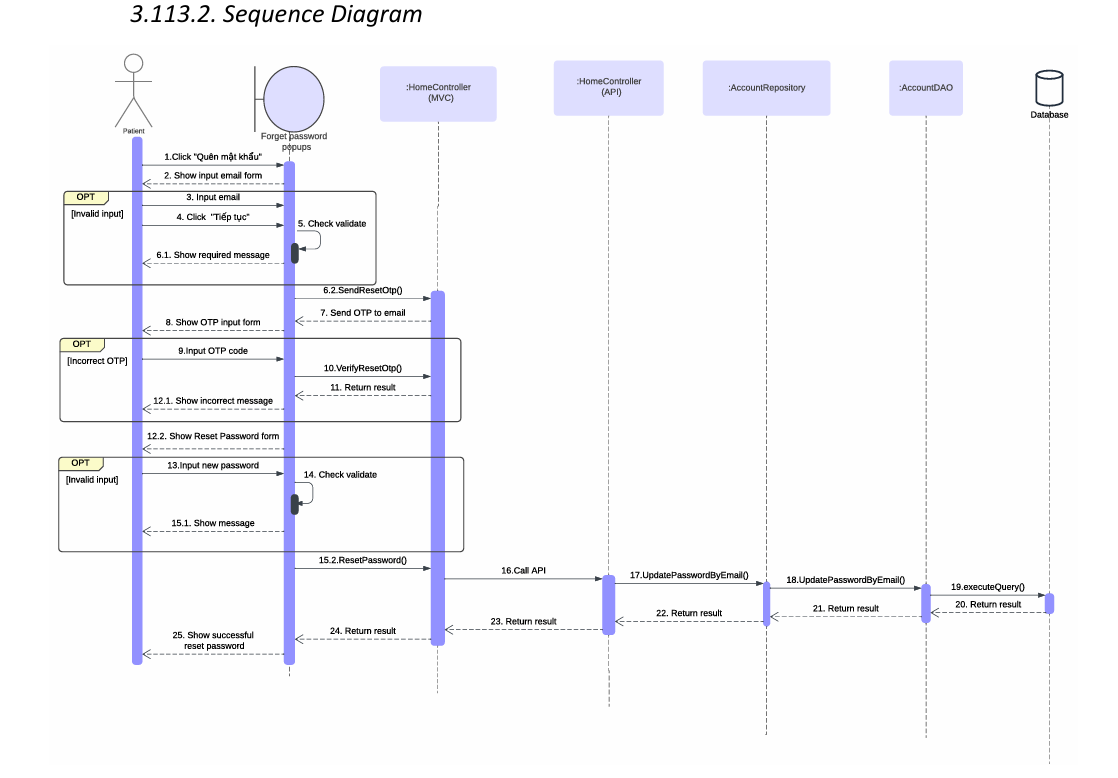 3.113.2. Sequence Diagram
:HomeController
(MVC)
:HomeController
(API)
:AccountRepository
:AccountDAO
Database
Patient
Forget password
popups
1.Click "Quên mật khẩu"
2. Show input email form
OPT
[Invalid input]
3. Input email
4. Click "Tiếp tục"
5. Check validate
6.1. Show required message
6.2.SendResetOtp()
7. Send OTP to email
8. Show OTP input form
OPT
[Incorrect OTP]
9.Input OTP code
10.VerifyResetOtp()
11. Return result
12.1. Show incorrect message
12.2. Show Reset Password form
OPT
[Invalid input]
13.Input new password
14. Check validate
15.1. Show message
15.2.ResetPassword()
16.Call API
17.UpdatePasswordByEmail()
18.UpdatePasswordByEmail()
19.executeQuery()
20. Return result
21. Return result
22. Return result
23. Return result
24. Return result
25. Show successful
reset password